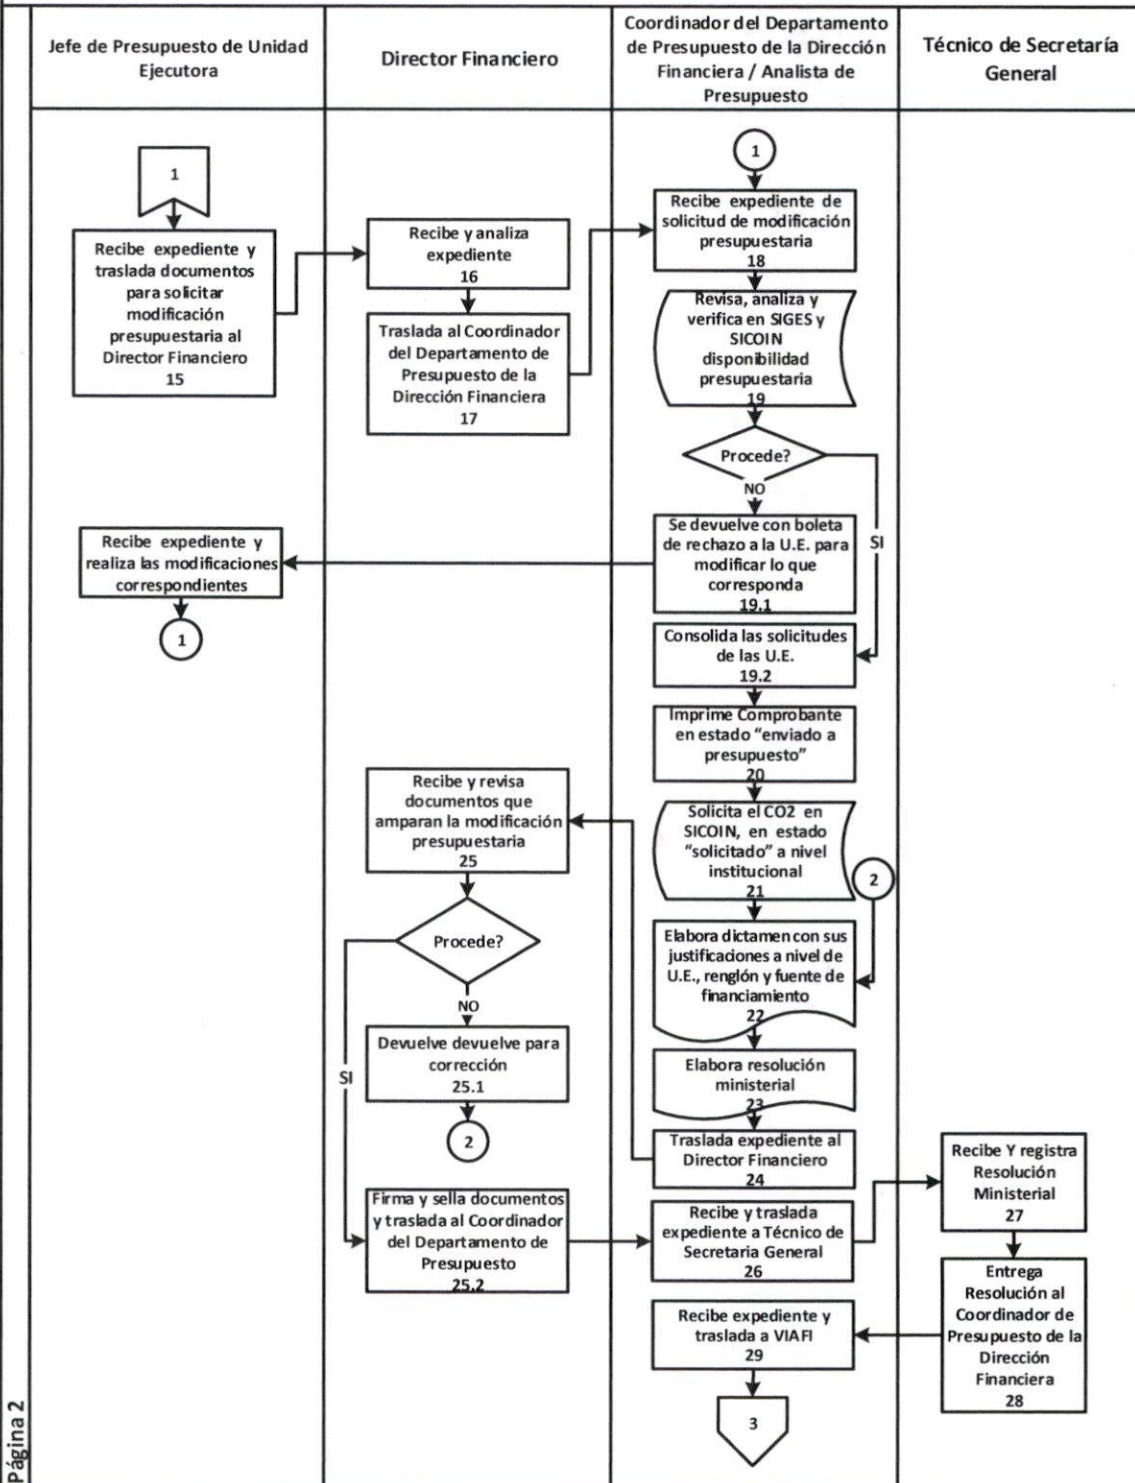 Jefe de Presupuesto de Unidad
Ejecutora
Director Financiero
Coordinador del Departamento
de Presupuesto de la Dirección
Financiera / Analista de
Presupuesto
Técnico de Secretaría
General
1
Recibe expediente y
traslada documentos
para solicitar
modificación
presupuestaria al
Director Financiero
15
Recibe y analiza
expediente
16
Traslada al Coordinador
del Departamento de
Presupuesto de la
Dirección Financiera
17
1
Recibe expediente de
solicitud de modificación
presupuestaria
18
Revisa, analiza y
verifica en SIGES y
SICOIN
disponibilidad
presupuestaria
19
Procede?
NO
SI
Se devuelve con boleta
de rechazo a la U.E. para
modificar lo que
corresponda
19.1
Recibe expediente y
realiza las modificaciones
correspondientes
1
Consolida las solicitudes
de las U.E.
19.2
Imprime Comprobante
en estado “enviado a
presupuesto”
20
Solicita el CO2 en
SICOIN, en estado
“solicitado” a nivel
institucional
21
2
Elabora dictamen con sus
justificaciones a nivel de
U.E., renglón y fuente de
financiamiento
22
Elabora resolución
ministerial
23
Traslada expediente al
Director Financiero
24
Recibe y revisa
documentos que
amparan la modificación
presupuestaria
25
Procede?
NO
SI
Devuelve devuelve para
corrección
25.1
2
Firma y sella documentos
y traslada al Coordinador
del Departamento de
Presupuesto
25.2
Recibe y traslada
expediente a Técnico de
Secretaria General
26
Recibe Y registra
Resolución
Ministerial
27
Entrega
Resolución al
Coordinador de
Presupuesto de la
Dirección
Financiera
28
Recibe expediente y
traslada a VIAFI
29
3
Página 2